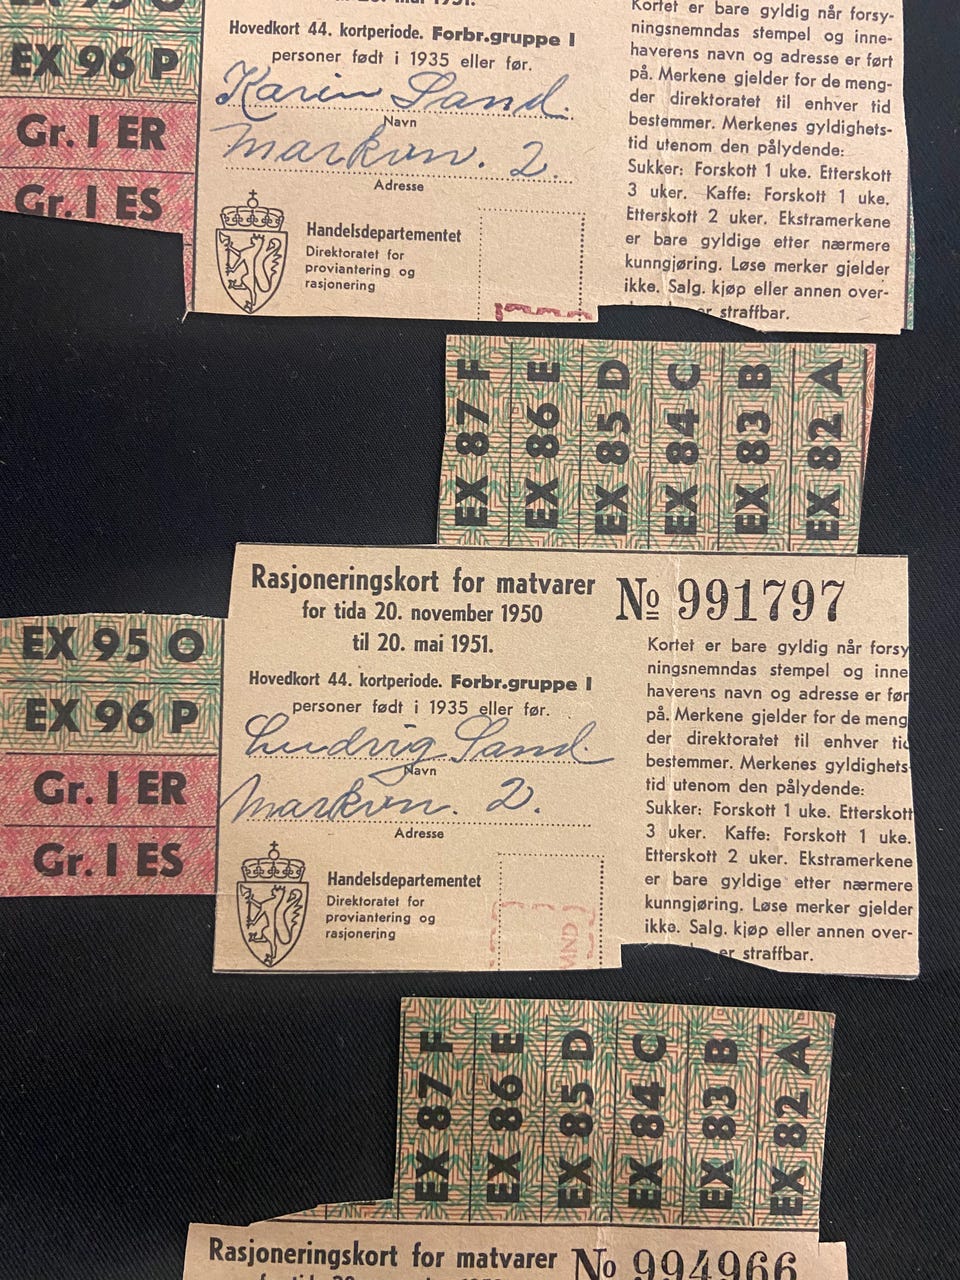 EX 96 P
Gr. I ER
Gr. I ES
til 20. mai 1951.
Hovedkort 44. kortperiode. Forbr.gruppe I
personer født i 1935 eller før.
Karin Sand.
Navn
Markvn. 2.
Adresse
Handelsdepartementet
Direktoratet for
proviantering og
rasjonering
Kortet er bare gyldig når forsy-
ningsnemndas stempel og inne-
haverens navn og adresse er ført
på. Merkene gjelder for de meng-
der direktoratet til enhver tid
bestemmer. Merkenes gyldighets-
tid utenom den pålydende:
Sukker: Forskott 1 uke. Etterskott
3 uker. Kaffe: Forskott 1 uke.
Etterskott 2 uker. Ekstramerkene
er bare gyldige etter nærmere
kunngjøring. Løse merker gjelder
ikke. Salg, kjøp eller annen over-
er straffbar.
EX 87 F
EX 86 E
EX 85 D
EX 84 C
EX 83 B
EX 82 A
EX 95 O
EX 96 P
Gr. I ER
Gr. I ES
Rasjoneringskort for matvarer
for tida 20. november 1950
til 20. mai 1951.
Hovedkort 44. kortperiode. Forbr.gruppe I
personer født i 1935 eller før.
Ludvig Sand.
Navn
Markvn. 2.
Adresse
Handelsdepartementet
Direktoratet for
proviantering og
rasjonering
No 991797
Kortet er bare gyldig når forsy
ningsnemndas stempel og inne
haverens navn og adresse er før
på. Merkene gjelder for de meng
der direktoratet til enhver tid
bestemmer. Merkenes gyldighets-
tid utenom den pålydende:
Sukker: Forskott 1 uke. Etterskott
3 uker. Kaffe: Forskott 1 uke.
Etterskott 2 uker. Ekstramerkene
er bare gyldige etter nærmere
kunngjøring. Løse merker gjelder
ikke. Salg, kjøp eller annen over-
er straffbar.
EX 87 F
EX 86 E
EX 85 D
EX 84 C
EX 83 B
EX 82 A
Rasjoneringskort for matvarer
No 994966